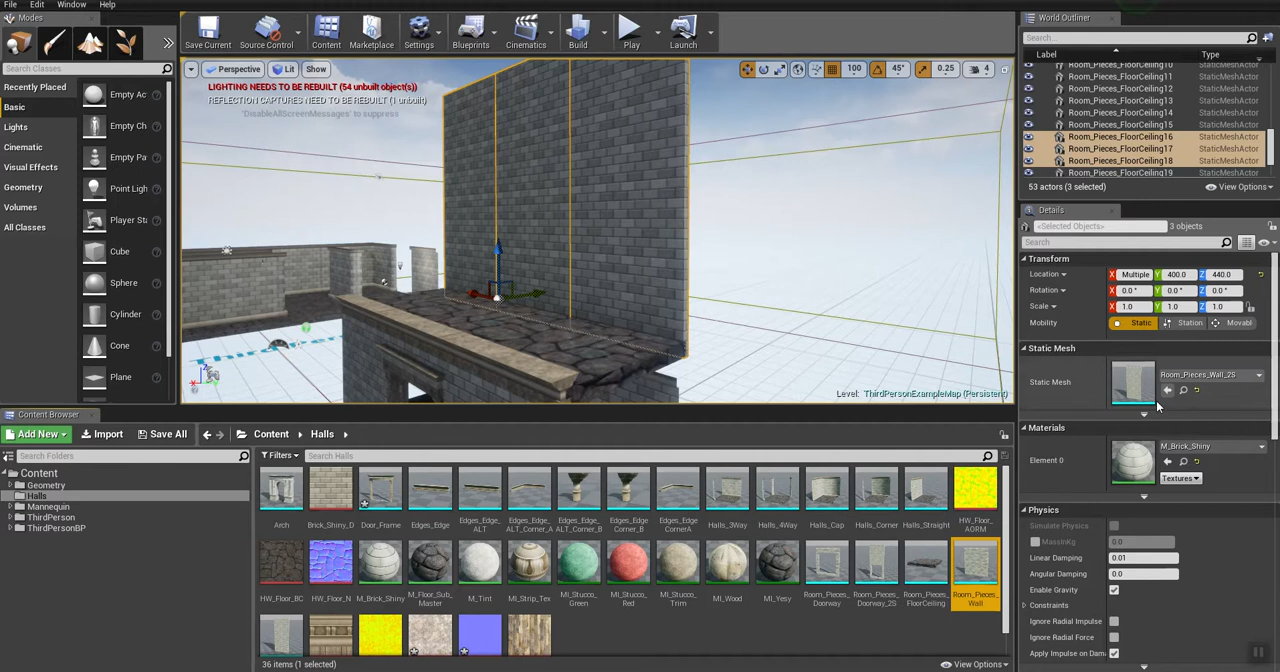 File Edit Window Help
Modes
World Outliner
Save Current Source Control Content Marketplace Settings Blueprints Cinematics Build Play Launch
Search...
Label Type
Search Classes
Recently Placed
Basic
Lights
Cinematic
Visual Effects
Geometry
Volumes
All Classes
Empty Ac
Empty Ch
Empty Pa
Point Ligh
Player Sta
Cube
Sphere
Cylinder
Cone
Plane
Perspective Lit Show
100 45° 0.25 4
LIGHTING NEEDS TO BE REBUILT (54 unbuilt object(s))
REFLECTION CAPTURES NEED TO BE REBUILT (1 unbuilt)
'DisableAllScreenMessages' to suppress
Level: ThirdPersonExampleMap (Persistent)
Room_Pieces_FloorCeiling10 StaticMeshActor
Room_Pieces_FloorCeiling11 StaticMeshActor
Room_Pieces_FloorCeiling12 StaticMeshActor
Room_Pieces_FloorCeiling13 StaticMeshActor
Room_Pieces_FloorCeiling14 StaticMeshActor
Room_Pieces_FloorCeiling15 StaticMeshActor
Room_Pieces_FloorCeiling16 StaticMeshActor
Room_Pieces_FloorCeiling17 StaticMeshActor
Room_Pieces_FloorCeiling18 StaticMeshActor
Room_Pieces_FloorCeiling19 StaticMeshActor
53 actors (3 selected) View Options
Details
<Selected Objects> 3 objects
Search
Transform
Location X Multiple Y 400.0 Z 440.0
Rotation X 0.0 ° Y 0.0 ° Z 0.0 °
Scale X 1.0 Y 1.0 Z 1.0
Mobility Static Station Movabl
Static Mesh
Static Mesh Room_Pieces_Wall_2S
Materials
Element 0 M_Brick_Shiny
Textures
Physics
Simulate Physics
MassInKg 0.0
Linear Damping 0.01
Angular Damping 0.0
Enable Gravity
Constraints
Ignore Radial Impulse
Ignore Radial Force
Apply Impulse on Dam
Content Browser
Add New Import Save All Content Halls
Search Folders
Filters Search Halls
Content
Geometry
Halls
Mannequin
ThirdPerson
ThirdPersonBP
Arch Brick_Shiny_D Door_Frame Edges_Edge Edges_Edge_ALT Edges_Edge_ALT_Corner_A Edges_Edge_ALT_Corner_B Edges_Edge_Corner_B Edges_Edge_CornerA Halls_3Way Halls_4Way Halls_Cap Halls_Corner Halls_Straight HW_Floor_AORM
HW_Floor_BC HW_Floor_N M_Brick_Shiny M_Floor_Sub_Master M_Tint MI_Strip_Tex MI_Stucco_Green MI_Stucco_Red MI_Stucco_Trim MI_Wood MI_Yesy Room_Pieces_Doorway Room_Pieces_Doorway_2S Room_Pieces_FloorCeiling Room_Pieces_Wall
36 items (1 selected) View Options